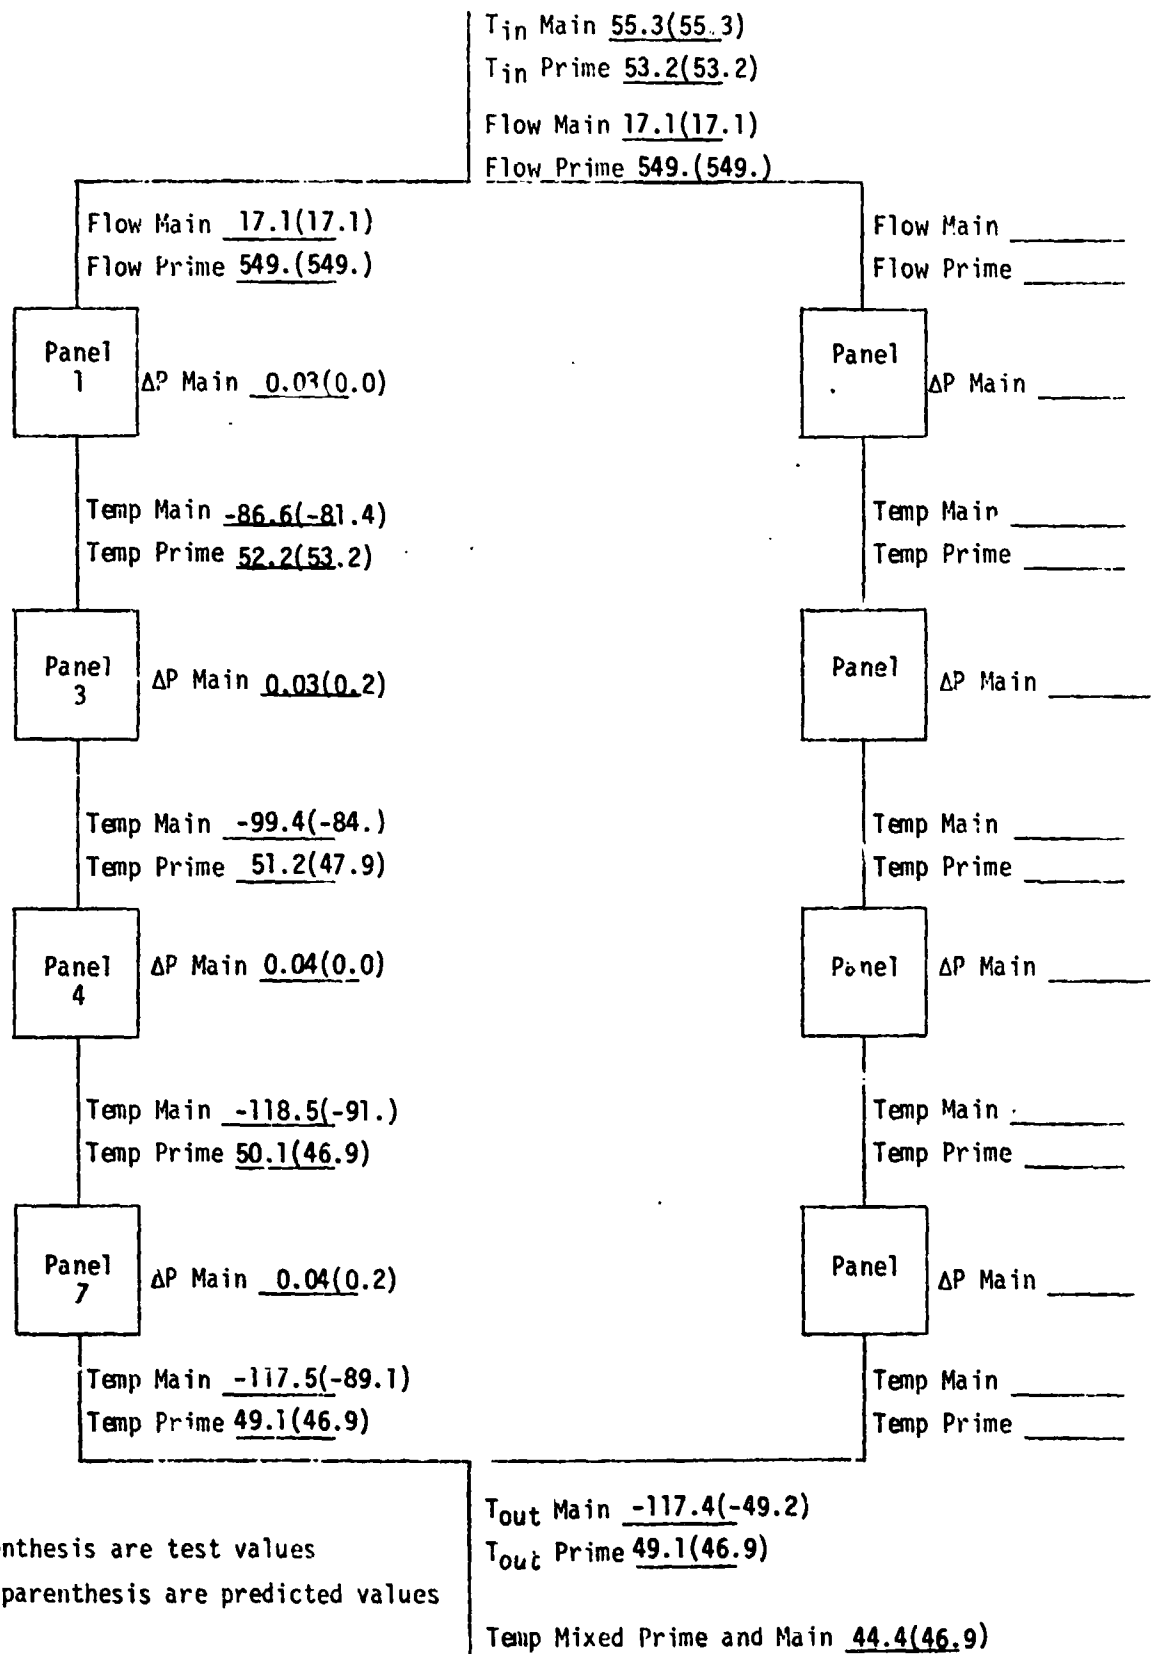 Tin Main 55.3(55.3)
Tin Prime 53.2(53.2)
Flow Main 17.1(17.1)
Flow Prime 549.(549.)
Flow Main 17.1(17.1)
Flow Prime 549.(549.)
Flow Main
Flow Prime
Panel
1
ΔP Main 0.03(0.0)
Panel
ΔP Main
Temp Main -86.6(-81.4)
Temp Prime 52.2(53.2)
Temp Main
Temp Prime
Panel
3
ΔP Main 0.03(0.2)
Panel
ΔP Main
Temp Main -99.4(-84.)
Temp Prime 51.2(47.9)
Temp Main
Temp Prime
Panel
4
ΔP Main 0.04(0.0)
Panel
ΔP Main
Temp Main -118.5(-91.)
Temp Prime 50.1(46.9)
Temp Main
Temp Prime
Panel
7
ΔP Main 0.04(0.2)
Panel
ΔP Main
Temp Main -117.5(-89.1)
Temp Prime 49.1(46.9)
Temp Main
Temp Prime
Tout Main -117.4(-49.2)
Tout Prime 49.1(46.9)
enthesis are test values
parenthesis are predicted values
Temp Mixed Prime and Main 44.4(46.9)